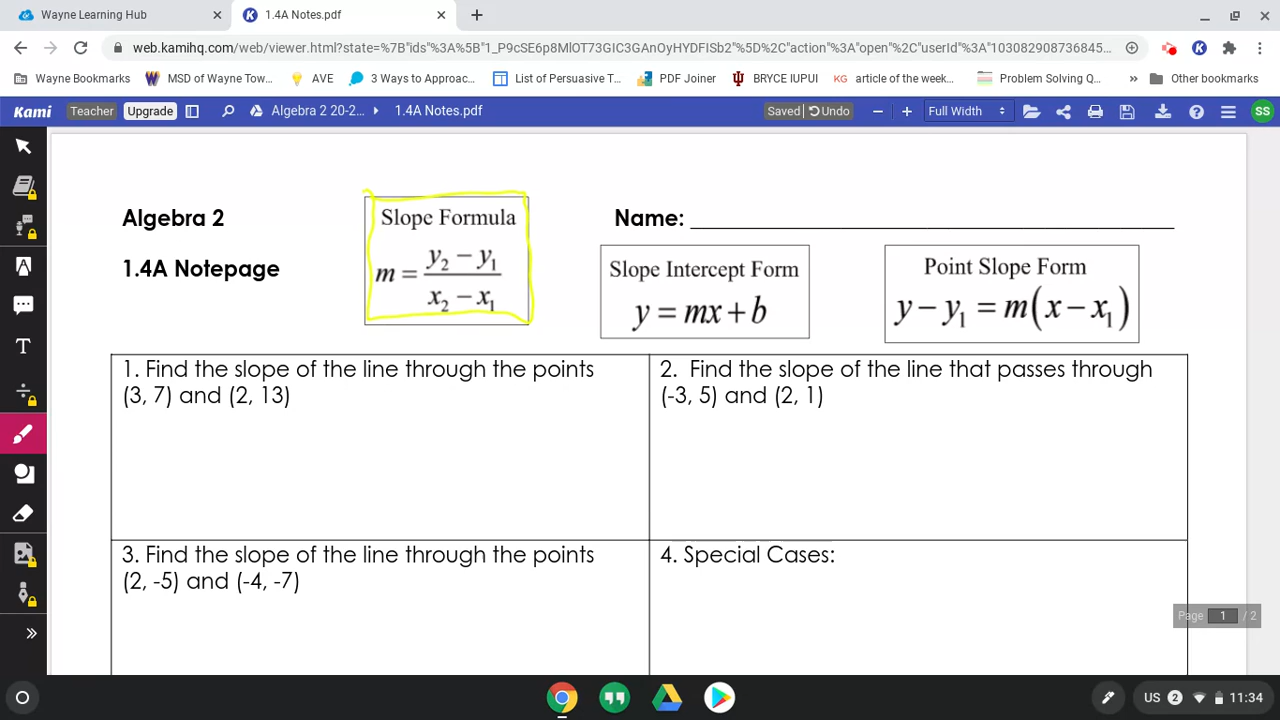 Wayne Learning Hub
1.4A Notes.pdf
web.kamihq.com/web/viewer.html?state=%7B"ids"%3A%5B"1_P9cSE6p8MlOT73GIC3GAnOyHYDFISb2"%5D%2C"action"%3A"open"%2C"userId"%3A"103082908736845...
Wayne Bookmarks
MSD of Wayne Tow...
AVE
3 Ways to Approac...
List of Persuasive T...
PDF Joiner
BRYCE IUPUI
KG article of the week...
Problem Solving Q...
»
Other bookmarks
Kami
Teacher
Upgrade
Algebra 2 20-2...
1.4A Notes.pdf
Saved | Undo
Full Width
SS
Algebra 2
Slope Formula
m = (y₂ − y₁)/(x₂ − x₁)
Name: ______________________
1.4A Notepage
Slope Intercept Form
y = mx + b
Point Slope Form
y − y₁ = m(x − x₁)
1. Find the slope of the line through the points
(3, 7) and (2, 13)
2. Find the slope of the line that passes through
(-3, 5) and (2, 1)
3. Find the slope of the line through the points
(2, -5) and (-4, -7)
4. Special Cases:
Page 1 / 2
US 2 11:34